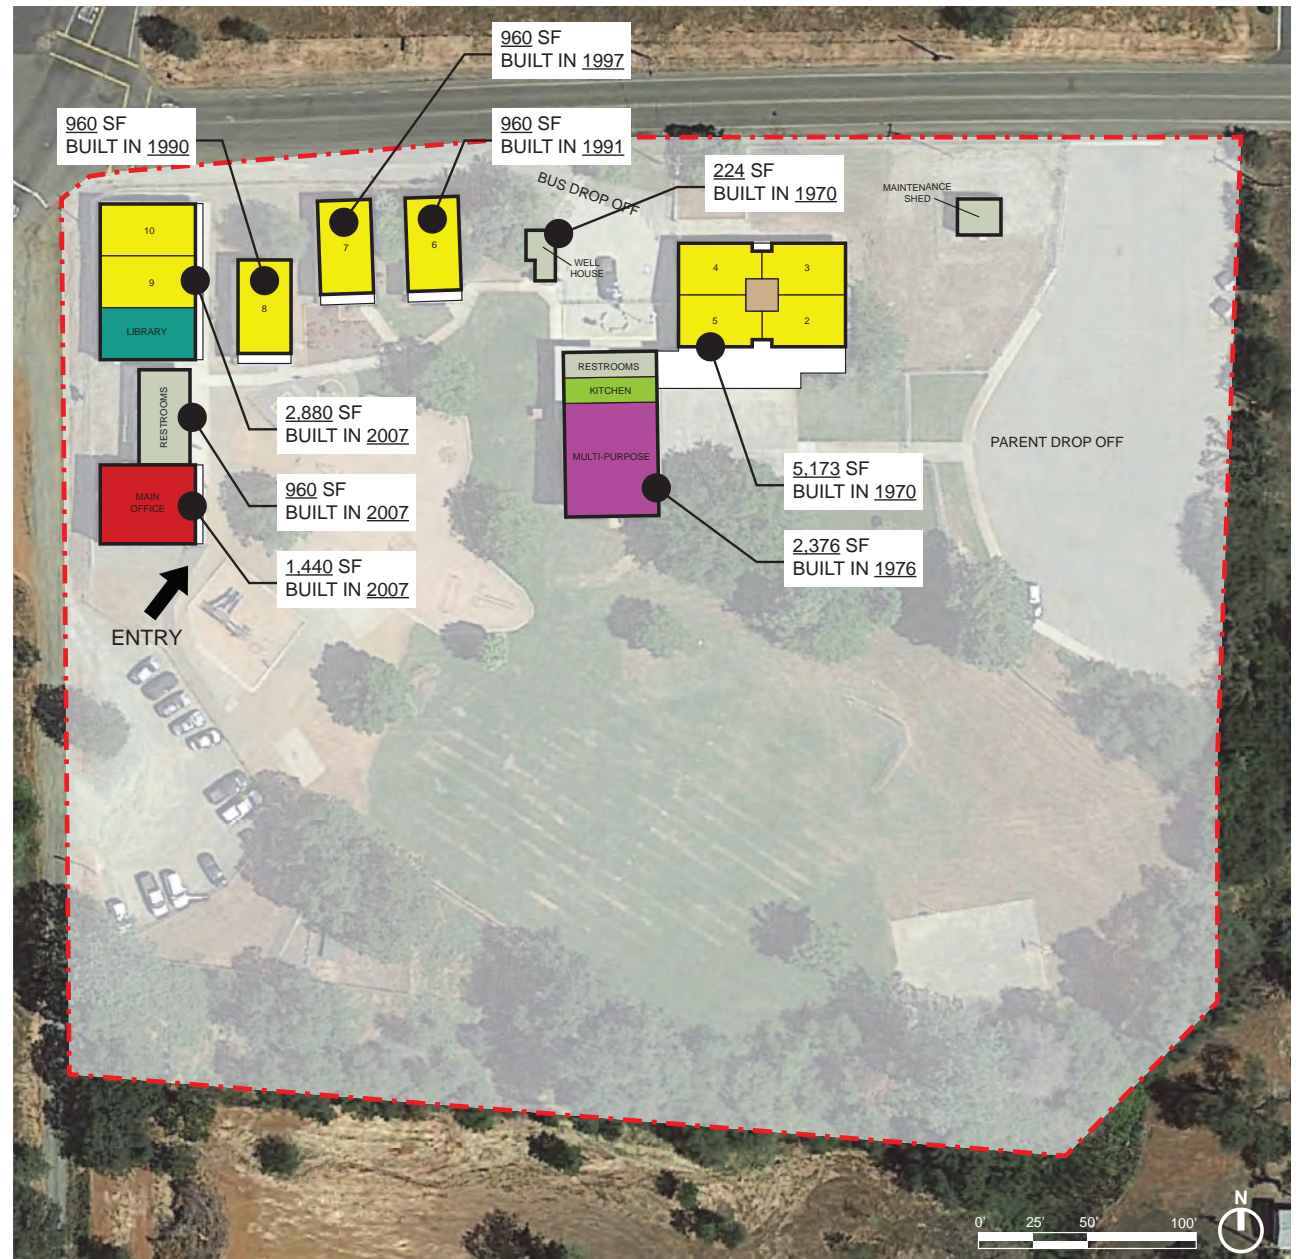 960 SF
BUILT IN 1997
960 SF
BUILT IN 1990
960 SF
BUILT IN 1991
224 SF
BUILT IN 1970
BUS DROP OFF
MAINTENANCE
SHED
10
9
LIBRARY
8
7
6
WELL
HOUSE
4
3
5
2
RESTROOMS
KITCHEN
MULTI-PURPOSE
RESTROOMS
MAIN
OFFICE
2,880 SF
BUILT IN 2007
960 SF
BUILT IN 2007
1,440 SF
BUILT IN 2007
PARENT DROP OFF
5,173 SF
BUILT IN 1970
2,376 SF
BUILT IN 1976
ENTRY
N
0' 25' 50' 100'